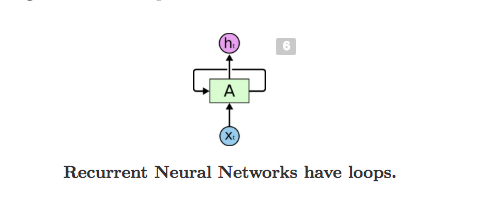 hₜ
6
A
Xₜ
Recurrent Neural Networks have loops.